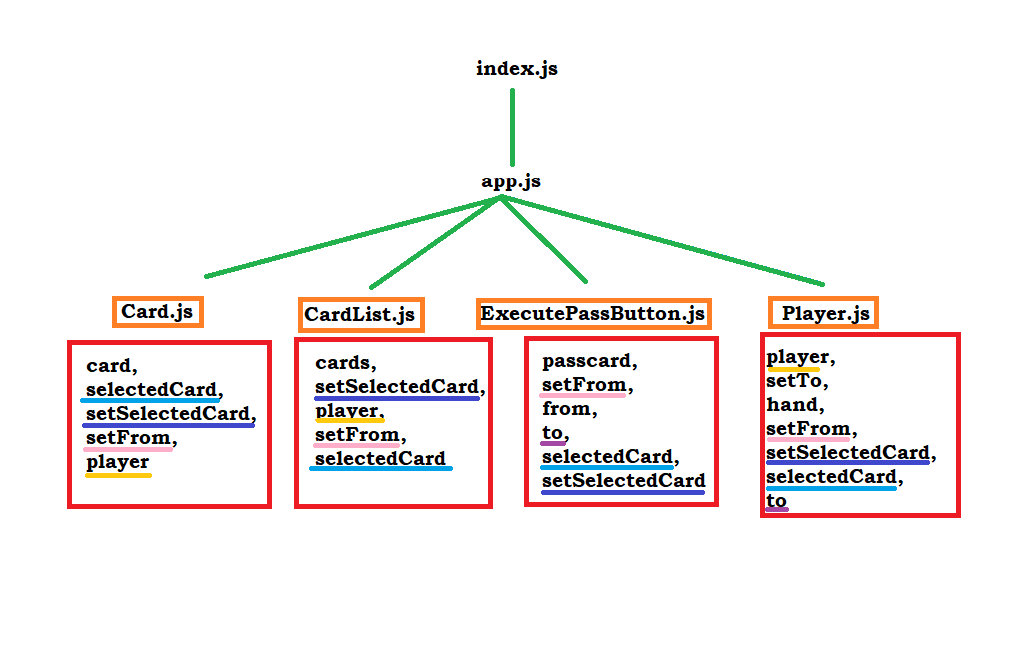 index.js
app.js
Card.js
card,
selectedCard,
setSelectedCard,
setFrom,
player
CardList.js
cards,
setSelectedCard,
player,
setFrom,
selectedCard
ExecutePassButton.js
passcard,
setFrom,
from,
to,
selectedCard,
setSelectedCard
Player.js
player,
setTo,
hand,
setFrom,
setSelectedCard,
selectedCard,
to